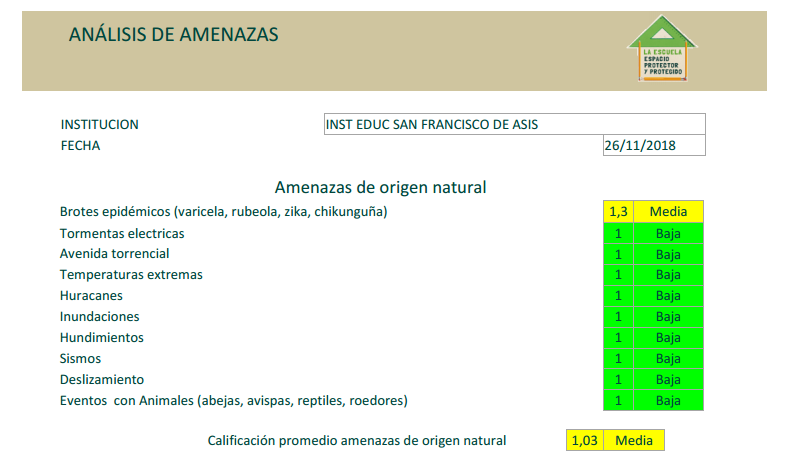 ANÁLISIS DE AMENAZAS
LA ESCUELA
ESPACIO
PROTECTOR
Y PROTEGIDO
INSTITUCION INST EDUC SAN FRANCISCO DE ASIS
FECHA 26/11/2018
Amenazas de origen natural
Brotes epidémicos (varicela, rubeola, zika, chikunguña) 1,3 Media
Tormentas electricas 1 Baja
Avenida torrencial 1 Baja
Temperaturas extremas 1 Baja
Huracanes 1 Baja
Inundaciones 1 Baja
Hundimientos 1 Baja
Sismos 1 Baja
Deslizamiento 1 Baja
Eventos con Animales (abejas, avispas, reptiles, roedores) 1 Baja
Calificación promedio amenazas de origen natural 1,03 Media